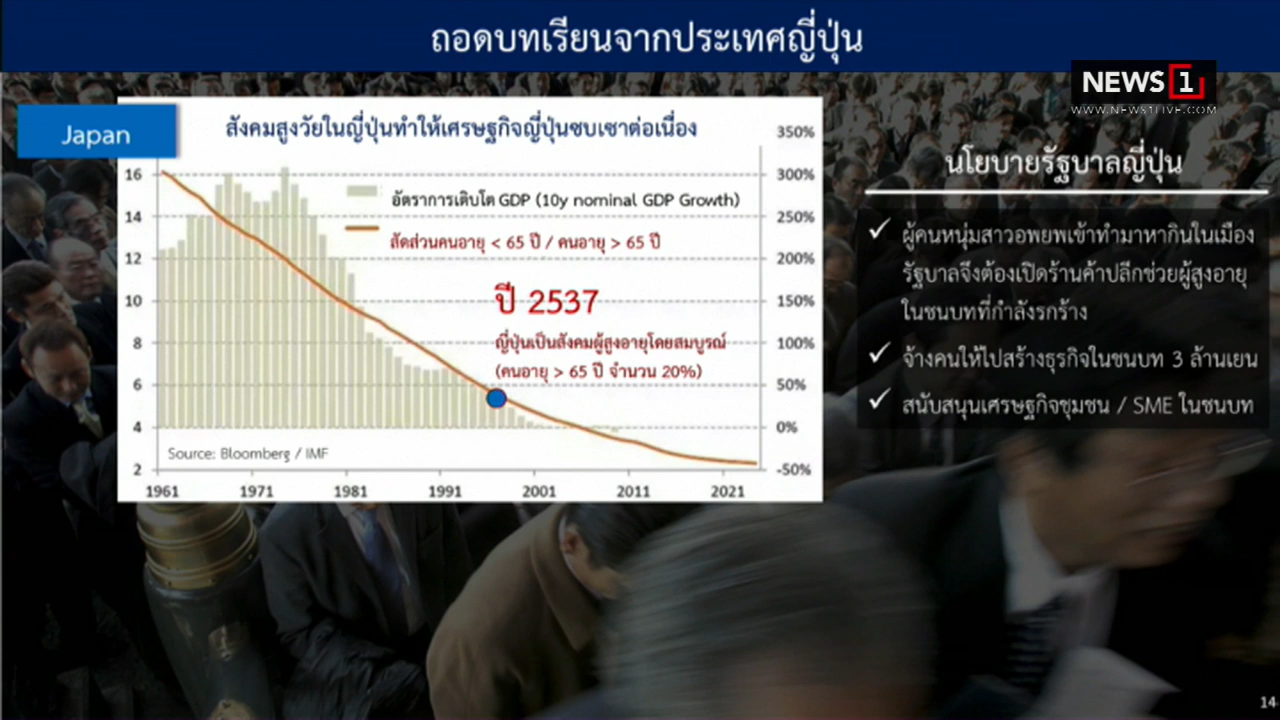 ถอดบทเรียนจากประเทศญี่ปุ่น
NEWS 1
WWW.NEWS1LIVE.COM
Japan
สังคมสูงวัยในญี่ปุ่นทำให้เศรษฐกิจญี่ปุ่นซบเซาต่อเนื่อง
350%
16 300%
อัตราการเติบโต GDP (10y nominal GDP Growth)
14 250%
สัดส่วนคนอายุ < 65 ปี / คนอายุ > 65 ปี
12 200%
10 ปี 2537 150%
8 ญี่ปุ่นเป็นสังคมผู้สูงอายุโดยสมบูรณ์ 100%
(คนอายุ > 65 ปี จำนวน 20%)
6 50%
4 0%
Source: Bloomberg / IMF
2 -50%
1961 1971 1981 1991 2001 2011 2021
นโยบายรัฐบาลญี่ปุ่น
✓ ผู้คนหนุ่มสาวอพยพเข้าทำมาหากินในเมือง
รัฐบาลจึงต้องเปิดร้านค้าปลีกช่วยผู้สูงอายุ
ในชนบทที่กำลังรกร้าง
✓ จ้างคนให้ไปสร้างธุรกิจในชนบท 3 ล้านเยน
✓ สนับสนุนเศรษฐกิจชุมชน / SME ในชนบท
14